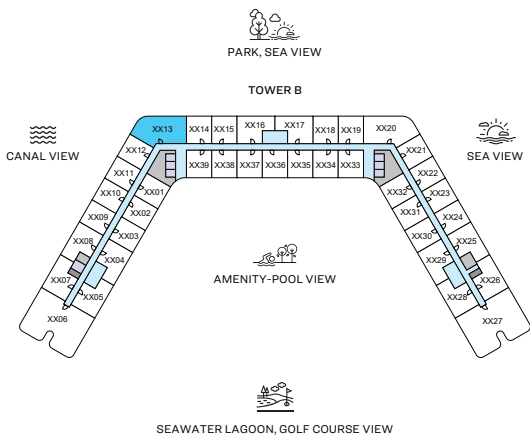 PARK, SEA VIEW
TOWER B
XX13
XX14
XX15
XX16
XX17
XX18
XX19
XX20
CANAL VIEW
SEA VIEW
XX12
XX21
XX39
XX38
XX37
XX36
XX35
XX34
XX33
XX11
XX22
XX10
XX01
XX32
XX23
XX09
XX02
XX31
XX24
XX08
XX03
XX30
XX25
XX07
XX04
XX29
XX26
XX05
XX28
XX06
XX27
AMENITY-POOL VIEW
SEAWATER LAGOON, GOLF COURSE VIEW